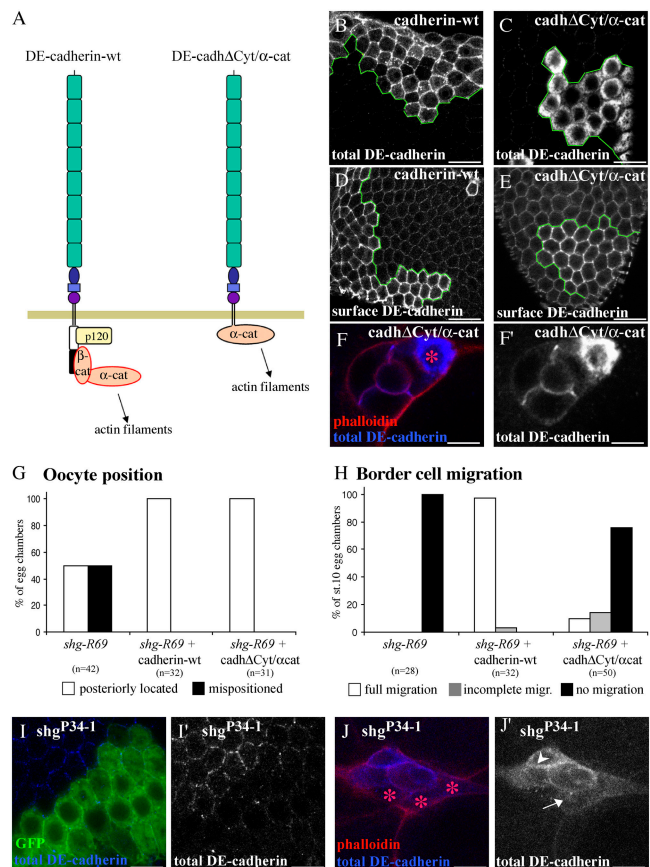 A
DE-cadherin-wt
DE-cadhΔCyt/α-cat
p120
β-
cat
α-cat
actin filaments
α-cat
actin filaments
B
cadherin-wt
total DE-cadherin
C
cadhΔCyt/α-cat
total DE-cadherin
D
cadherin-wt
surface DE-cadherin
E
cadhΔCyt/α-cat
surface DE-cadherin
F
cadhΔCyt/α-cat
*
phalloidin
total DE-cadherin
F'
total DE-cadherin
G Oocyte position
% of egg chambers
100
80
60
40
20
0
shg-R69
(n=42)
shg-R69 +
cadherin-wt
(n=32)
shg-R69 +
cadhΔCyt/αcat
(n=31)
posteriorly located
mispositioned
H Border cell migration
% of st.10 egg chambers
100
80
60
40
20
0
shg-R69
(n=28)
shg-R69 +
cadherin-wt
(n=32)
shg-R69 +
cadhΔCyt/αcat
(n=50)
full migration
incomplete migr.
no migration
I shgP34-1
GFP
total DE-cadherin
I' shgP34-1
total DE-cadherin
J shgP34-1
* * *
phalloidin
total DE-cadherin
J' shgP34-1
total DE-cadherin